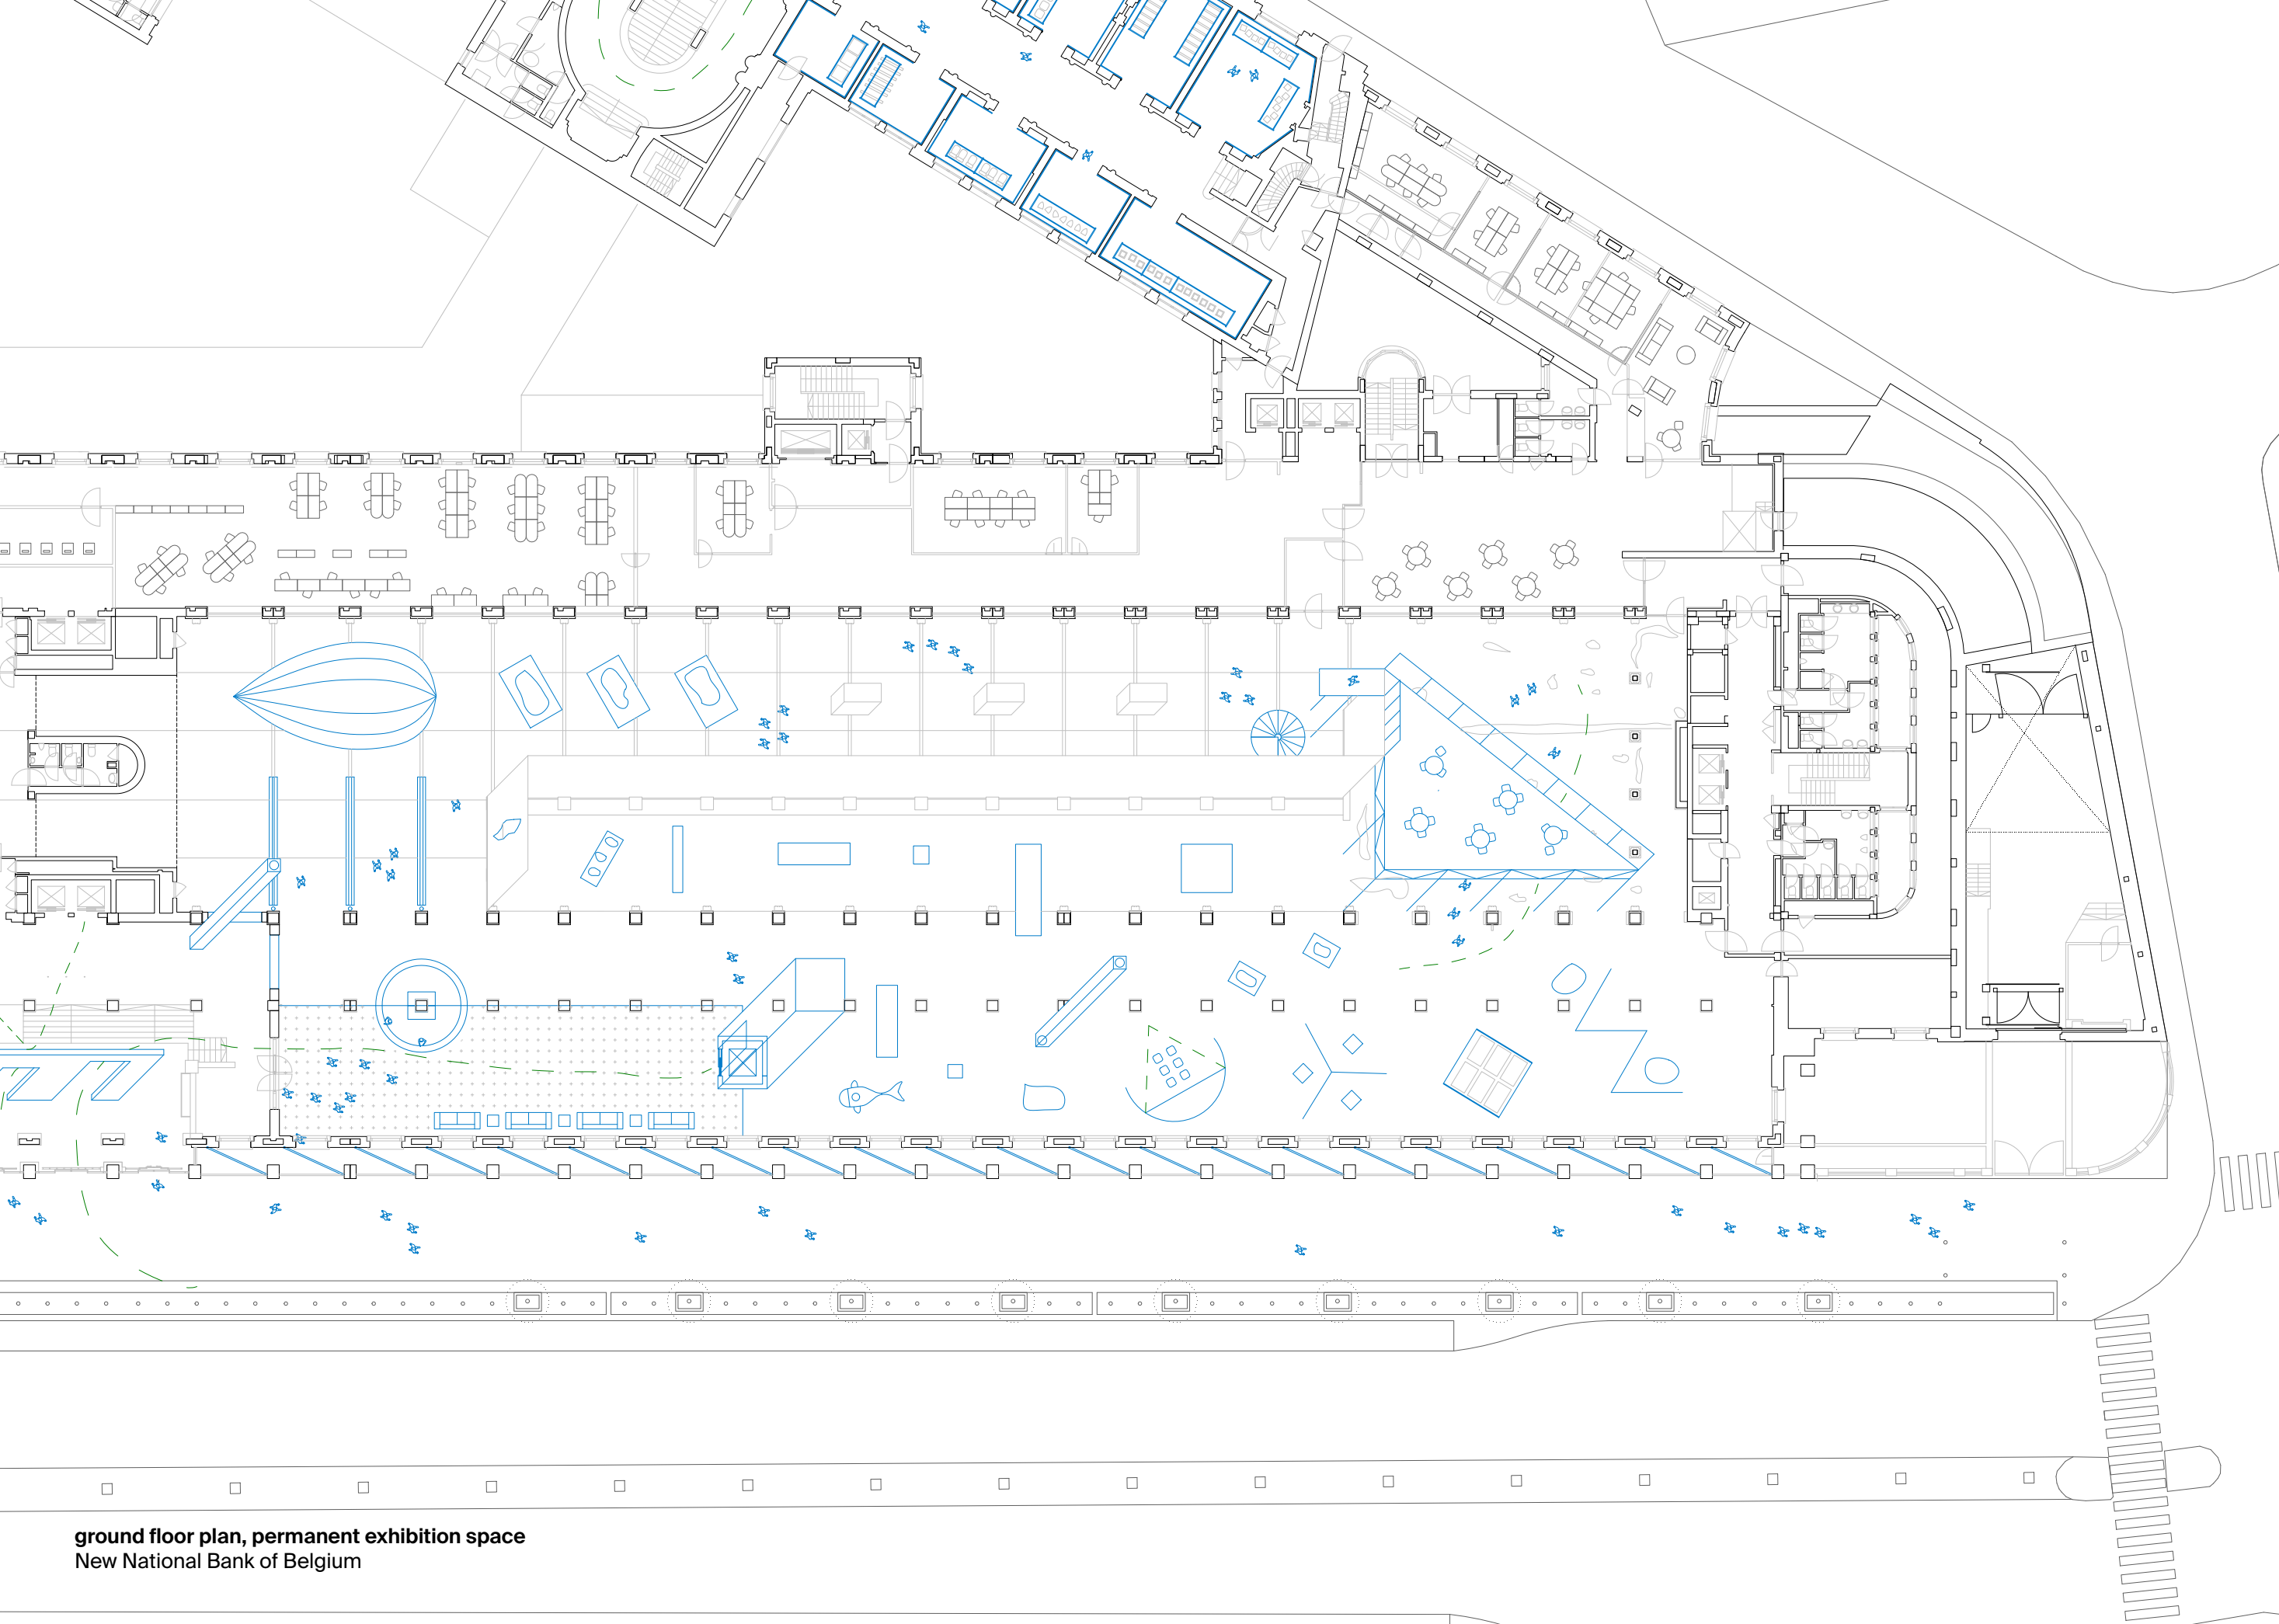 ground floor plan, permanent exhibition space
New National Bank of Belgium